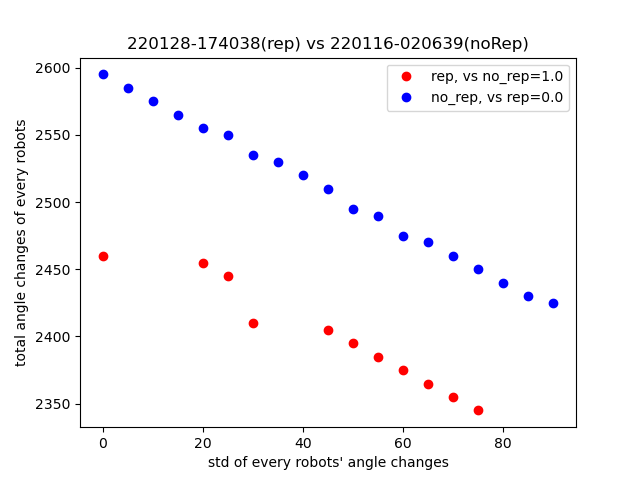 220128-174038(rep) vs 220116-020639(noRep)
rep, vs no_rep=1.0
no_rep, vs rep=0.0
total angle changes of every robots
2600
2550
2500
2450
2400
2350
0 20 40 60 80
std of every robots' angle changes